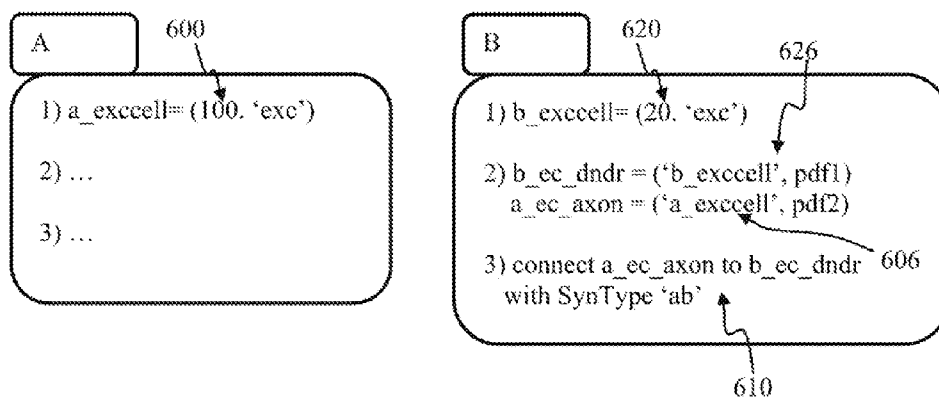 A
600
1) a_exccell= (100. ‘exc’)
2) …
3) …
B
620
626
1) b_exccell= (20. ‘exc’)
2) b_ec_dndr = (‘b_exccell’, pdf1)
a_ec_axon = (‘a_exccell’, pdf2)
606
3) connect a_ec_axon to b_ec_dndr
with SynType ‘ab’
610